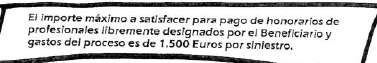 El importe máximo a satisfacer para pago de honorarios de
profesionales libremente designados por el Beneficiario y
gastos del proceso es de 1.500 Euros por siniestro.